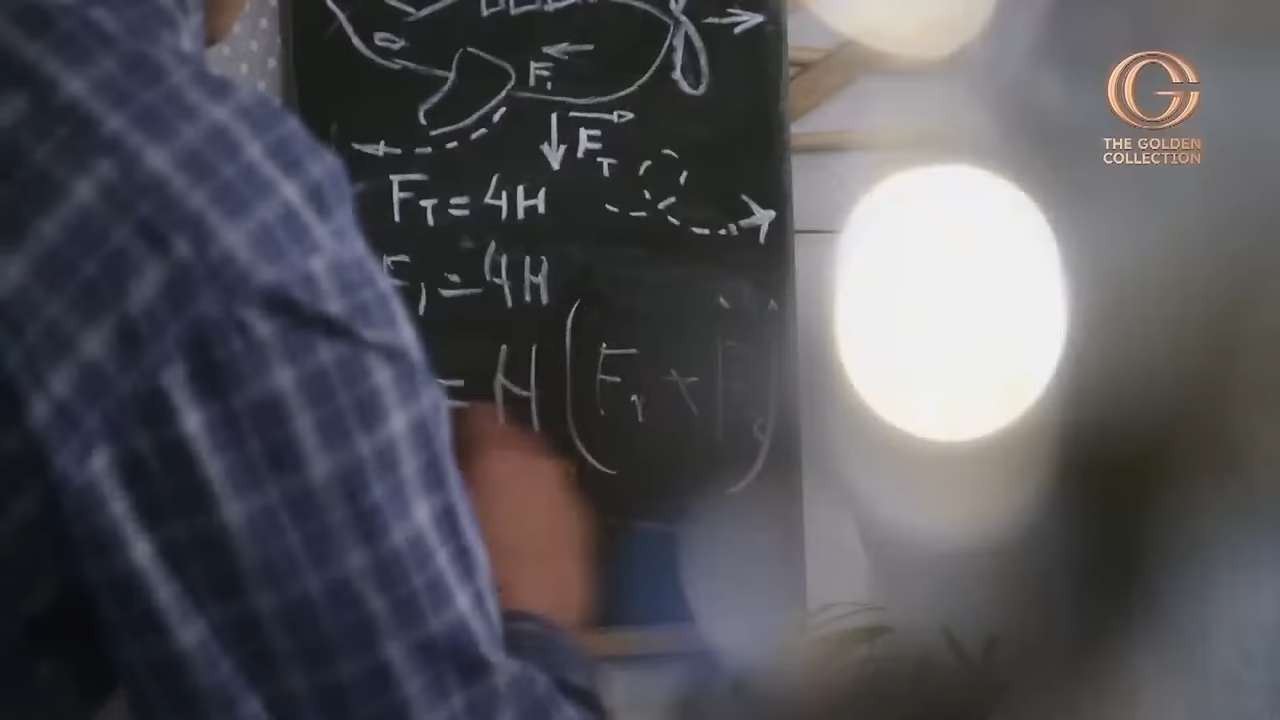 F₁
F_T
F_T = 4H
F₁ = 4H
= H (F₁ +
THE GOLDEN
COLLECTION